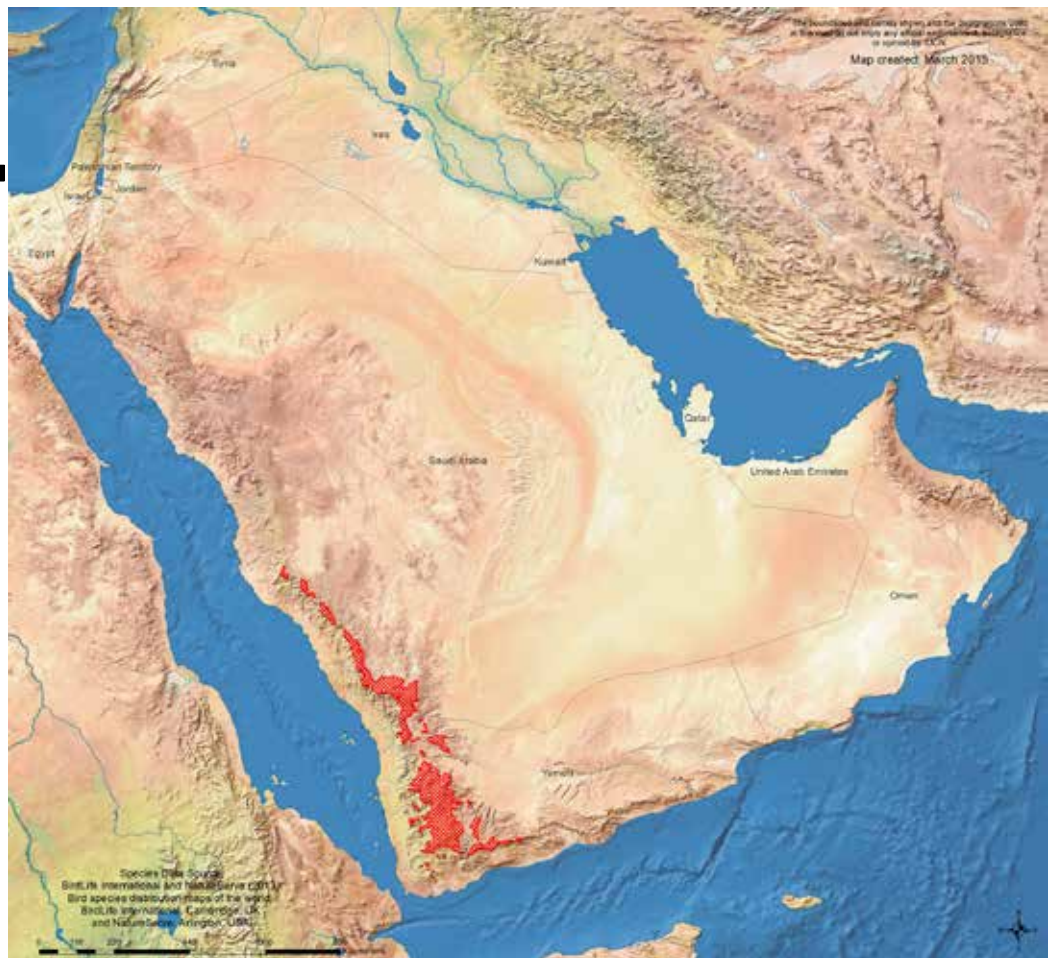 Map created: March 2015
Syria
Iraq
Palestinian Territory
Israel
Jordan
Egypt
Kuwait
Qatar
Saudi Arabia
United Arab Emirates
Oman
Yemen
Species Data Source
BirdLife International and NatureServe (2013)
Bird species distribution maps of the world.
BirdLife International, Cambridge, UK
and NatureServe, Arlington, USA.
0